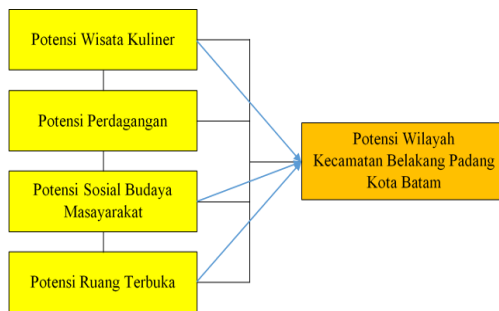 Potensi Wisata Kuliner
Potensi Perdagangan
Potensi Sosial Budaya
Masayarakat
Potensi Ruang Terbuka
Potensi Wilayah
Kecamatan Belakang Padang
Kota Batam